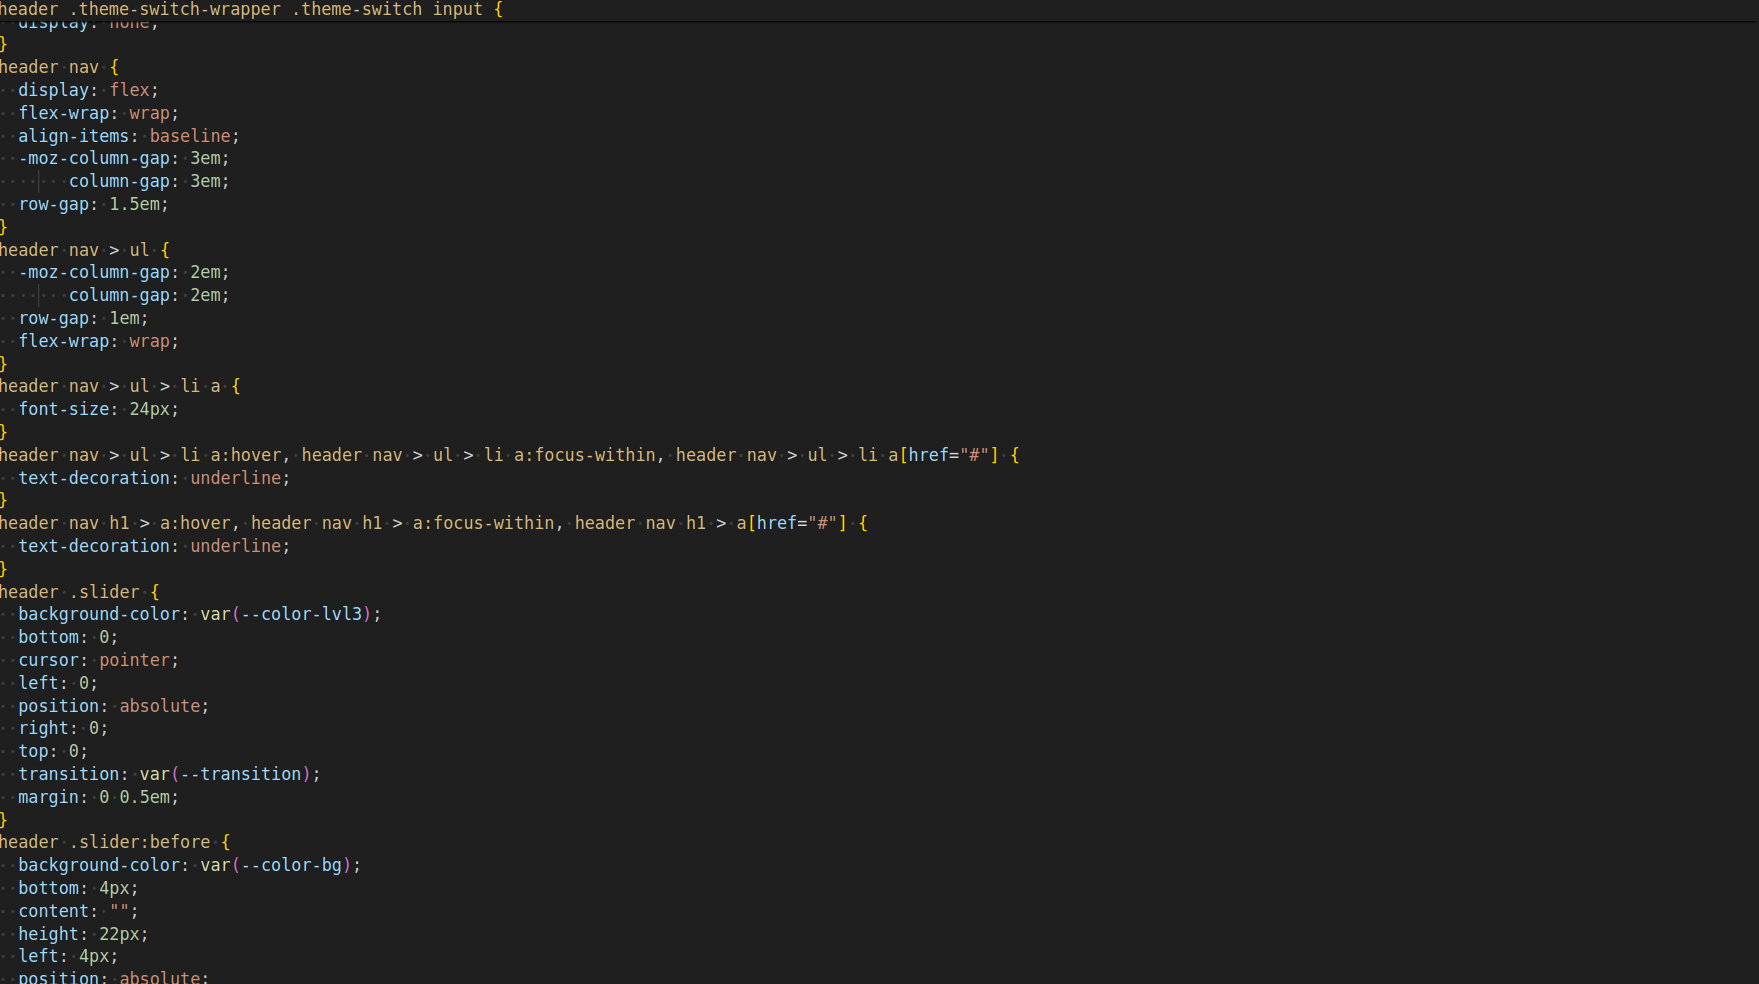 header .theme-switch-wrapper .theme-switch input {
  display: none;
}
header nav {
  display: flex;
  flex-wrap: wrap;
  align-items: baseline;
  -moz-column-gap: 3em;
       column-gap: 3em;
  row-gap: 1.5em;
}
header nav > ul {
  -moz-column-gap: 2em;
       column-gap: 2em;
  row-gap: 1em;
  flex-wrap: wrap;
}
header nav > ul > li a {
  font-size: 24px;
}
header nav > ul > li a:hover, header nav > ul > li a:focus-within, header nav > ul > li a[href="#"] {
  text-decoration: underline;
}
header nav h1 > a:hover, header nav h1 > a:focus-within, header nav h1 > a[href="#"] {
  text-decoration: underline;
}
header .slider {
  background-color: var(--color-lvl3);
  bottom: 0;
  cursor: pointer;
  left: 0;
  position: absolute;
  right: 0;
  top: 0;
  transition: var(--transition);
  margin: 0 0.5em;
}
header .slider:before {
  background-color: var(--color-bg);
  bottom: 4px;
  content: "";
  height: 22px;
  left: 4px;
  position: absolute;